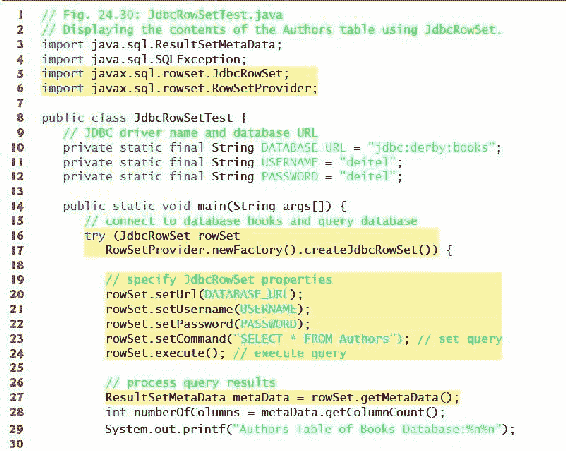 1 // Fig. 24.30: JdbcRowSetTest.java
2 // Displaying the contents of the Authors table using JdbcRowSet.
3 import java.sql.ResultSetMetaData;
4 import java.sql.SQLException;
5 import javax.sql.rowset.JdbcRowSet;
6 import javax.sql.rowset.RowSetProvider;
7
8 public class JdbcRowSetTest {
9 // JDBC driver name and database URL
10 private static final String DATABASE_URL = "jdbc:derby:books";
11 private static final String USERNAME = "deitel";
12 private static final String PASSWORD = "deitel";
13
14 public static void main(String args[]) {
15 // connect to database books and query database
16 try (JdbcRowSet rowSet
17 RowSetProvider.newFactory().createJdbcRowSet()) {
18
19 // specify JdbcRowSet properties
20 rowSet.setUrl(DATABASE_URL);
21 rowSet.setUsername(USERNAME);
22 rowSet.setPassword(PASSWORD);
23 rowSet.setCommand("SELECT * FROM Authors"); // set query
24 rowSet.execute(); // execute query
25
26 // process query results
27 ResultSetMetaData metaData = rowSet.getMetaData();
28 int numberOfColumns = metaData.getColumnCount();
29 System.out.printf("Authors Table of Books Database:%n%n");
30